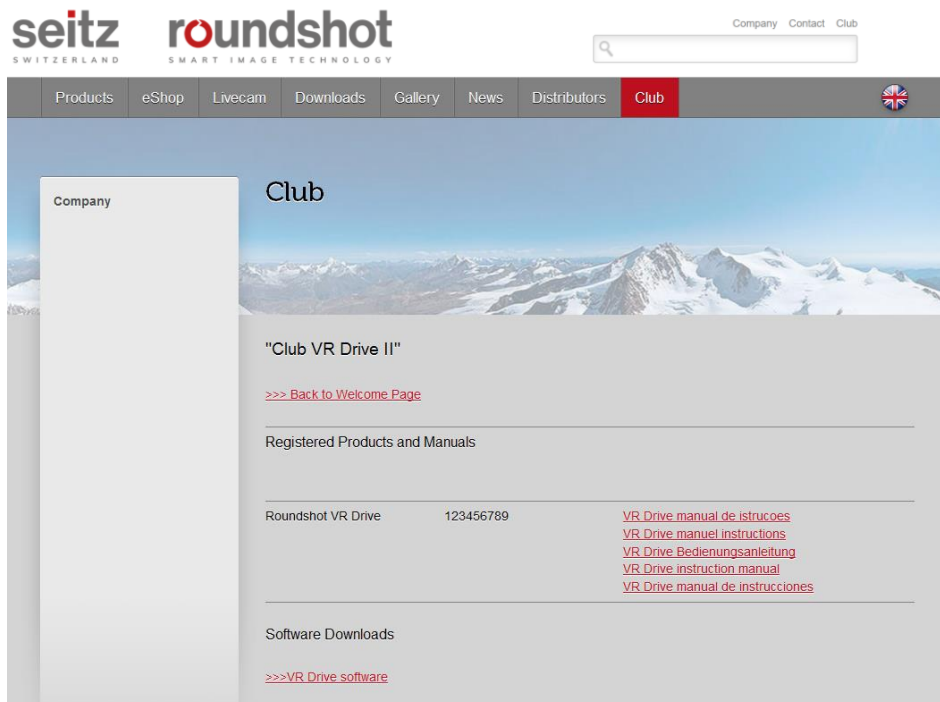 seitz roundshot
SWITZERLAND SMART IMAGE TECHNOLOGY
Company Contact Club
Products eShop Livecam Downloads Gallery News Distributors Club
Company
Club
"Club VR Drive II"
>>> Back to Welcome Page
Registered Products and Manuals
Roundshot VR Drive 123456789 VR Drive manual de istrucoes
VR Drive manuel instructions
VR Drive Bedienungsanleitung
VR Drive instruction manual
VR Drive manual de instrucciones
Software Downloads
>>>VR Drive software